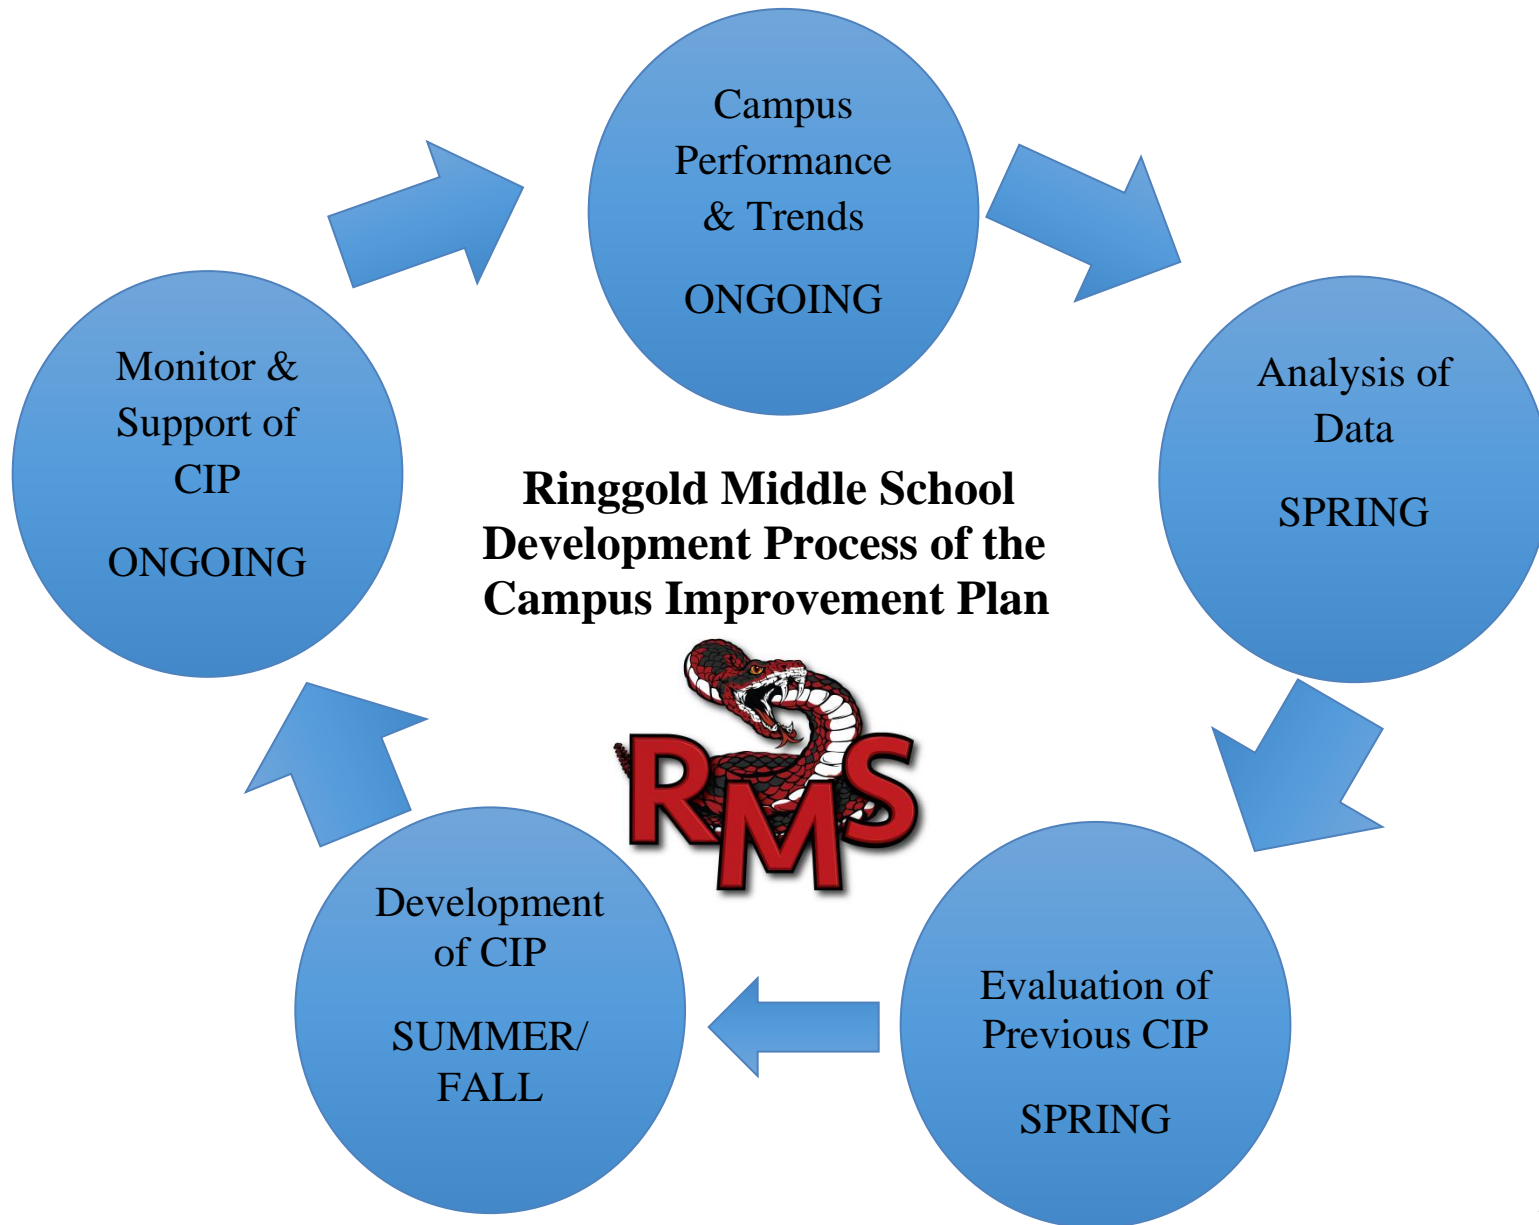 Campus
Performance
& Trends
ONGOING
Analysis of
Data
SPRING
Evaluation of
Previous CIP
SPRING
Development
of CIP
SUMMER/
FALL
Monitor &
Support of
CIP
ONGOING
Ringgold Middle School
Development Process of the
Campus Improvement Plan
RMS